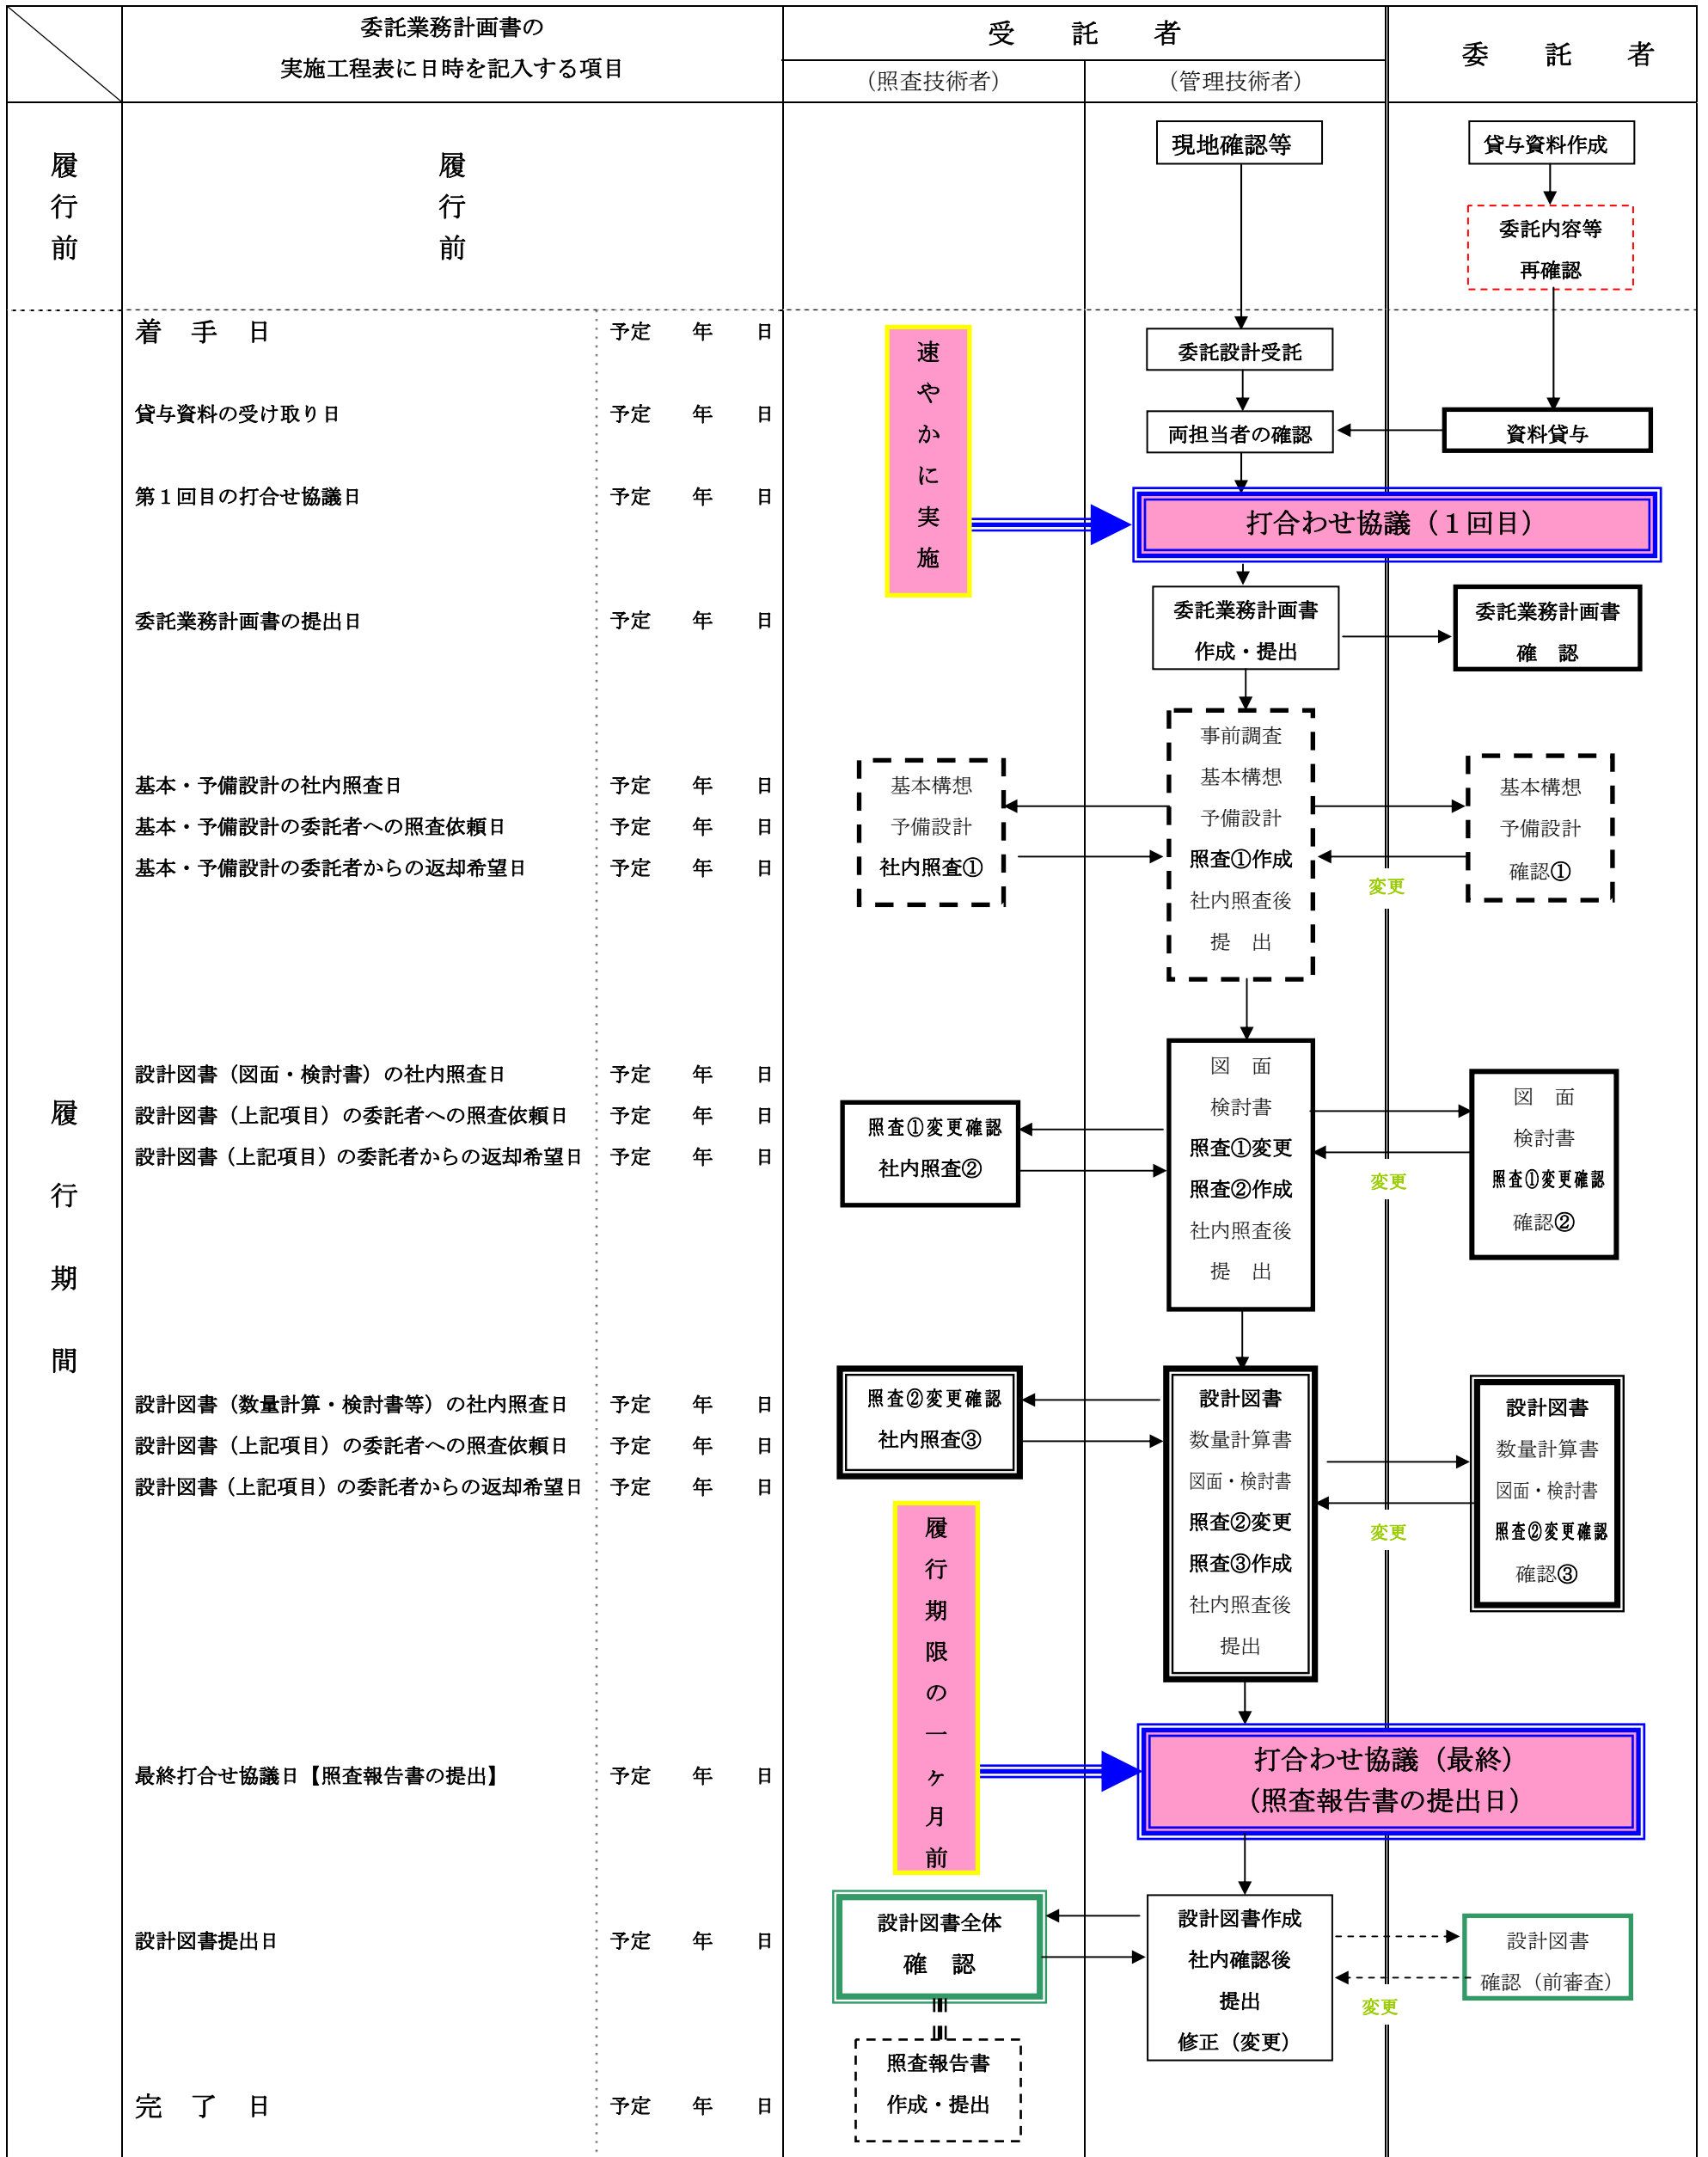 委託業務計画書の
実施工程表に日時を記入する項目
受　託　者
（照査技術者）
（管理技術者）
委　託　者
履行前
履行前
現地確認等
貸与資料作成
委託内容等
再確認
履行期間
着　手　日　予定　年　日
貸与資料の受け取り日　予定　年　日
第１回目の打合せ協議日　予定　年　日
委託業務計画書の提出日　予定　年　日
基本・予備設計の社内照査日　予定　年　日
基本・予備設計の委託者への照査依頼日　予定　年　日
基本・予備設計の委託者からの返却希望日　予定　年　日
設計図書（図面・検討書）の社内照査日　予定　年　日
設計図書（上記項目）の委託者への照査依頼日　予定　年　日
設計図書（上記項目）の委託者からの返却希望日　予定　年　日
設計図書（数量計算・検討書等）の社内照査日　予定　年　日
設計図書（上記項目）の委託者への照査依頼日　予定　年　日
設計図書（上記項目）の委託者からの返却希望日　予定　年　日
最終打合せ協議日【照査報告書の提出】　予定　年　日
設計図書提出日　予定　年　日
完　了　日　予定　年　日
速やかに実施
委託設計受託
両担当者の確認
資料貸与
打合わせ協議（１回目）
委託業務計画書
作成・提出
委託業務計画書
確　認
基本構想
予備設計
社内照査①
事前調査
基本構想
予備設計
照査①作成
社内照査後
提　出
基本構想
予備設計
確認①
変更
照査①変更確認
社内照査②
図　面
検討書
照査①変更
照査②作成
社内照査後
提　出
図　面
検討書
照査①変更確認
確認②
変更
照査②変更確認
社内照査③
設計図書
数量計算書
図面・検討書
照査②変更
照査③作成
社内照査後
提出
設計図書
数量計算書
図面・検討書
照査②変更確認
確認③
変更
履行期限の一ヶ月前
打合わせ協議（最終）
（照査報告書の提出日）
設計図書全体
確　認
設計図書作成
社内確認後
提出
修正（変更）
設計図書
確認（前審査）
変更
照査報告書
作成・提出